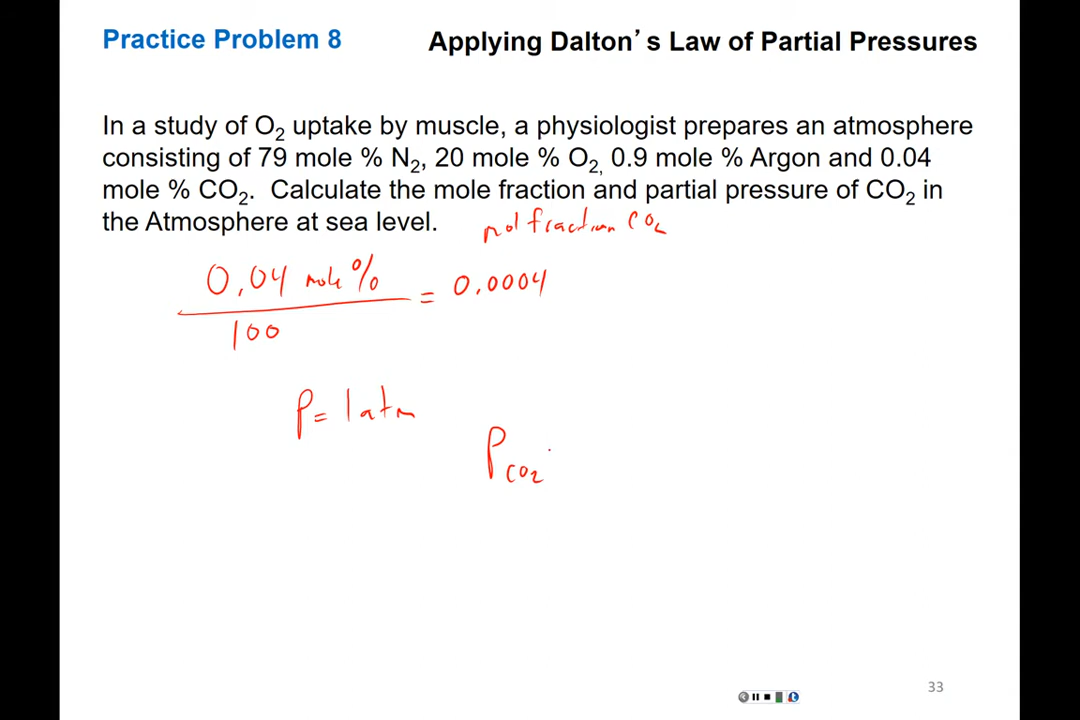 Practice Problem 8 Applying Dalton's Law of Partial Pressures
In a study of O₂ uptake by muscle, a physiologist prepares an atmosphere
consisting of 79 mole % N₂, 20 mole % O₂, 0.9 mole % Argon and 0.04
mole % CO₂. Calculate the mole fraction and partial pressure of CO₂ in
the Atmosphere at sea level.
mol fraction CO₂
0.04 mole %
100
= 0.0004
P= 1 atm
P CO₂
33